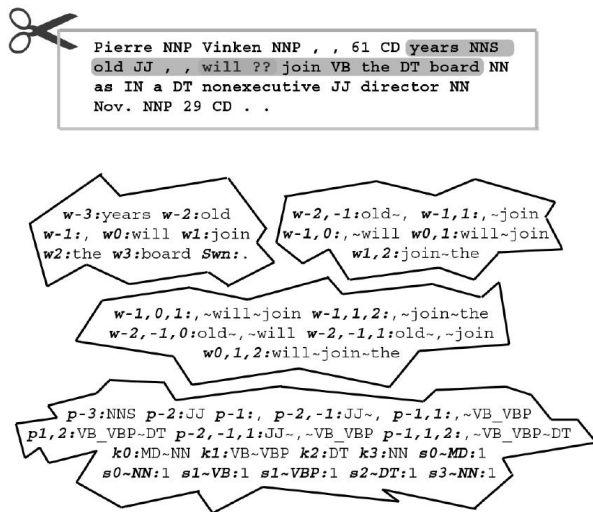 Pierre NNP Vinken NNP , , 61 CD years NNS
old JJ , , will ?? join VB the DT board NN
as IN a DT nonexecutive JJ director NN
Nov. NNP 29 CD . .
w-3:years w-2:old
w-1:, w0:will w1:join
w2:the w3:board Swn:.
w-2,-1:old~, w-1,1:,~join
w-1,0:,~will w0,1:will~join
w1,2:join~the
w-1,0,1:,~will~join w-1,1,2:,~join~the
w-2,-1,0:old~,~will w-2,-1,1:old~,~join
w0,1,2:will~join~the
p-3:NNS p-2:JJ p-1:, p-2,-1:JJ~, p-1,1:,~VB_VBP
p1,2:VB_VBP~DT p-2,-1,1:JJ~,~VB_VBP p-1,1,2:,~VB_VBP~DT
k0:MD~NN k1:VB~VBP k2:DT k3:NN s0~MD:1
s0~NN:1 s1~VB:1 s1~VBP:1 s2~DT:1 s3~NN:1